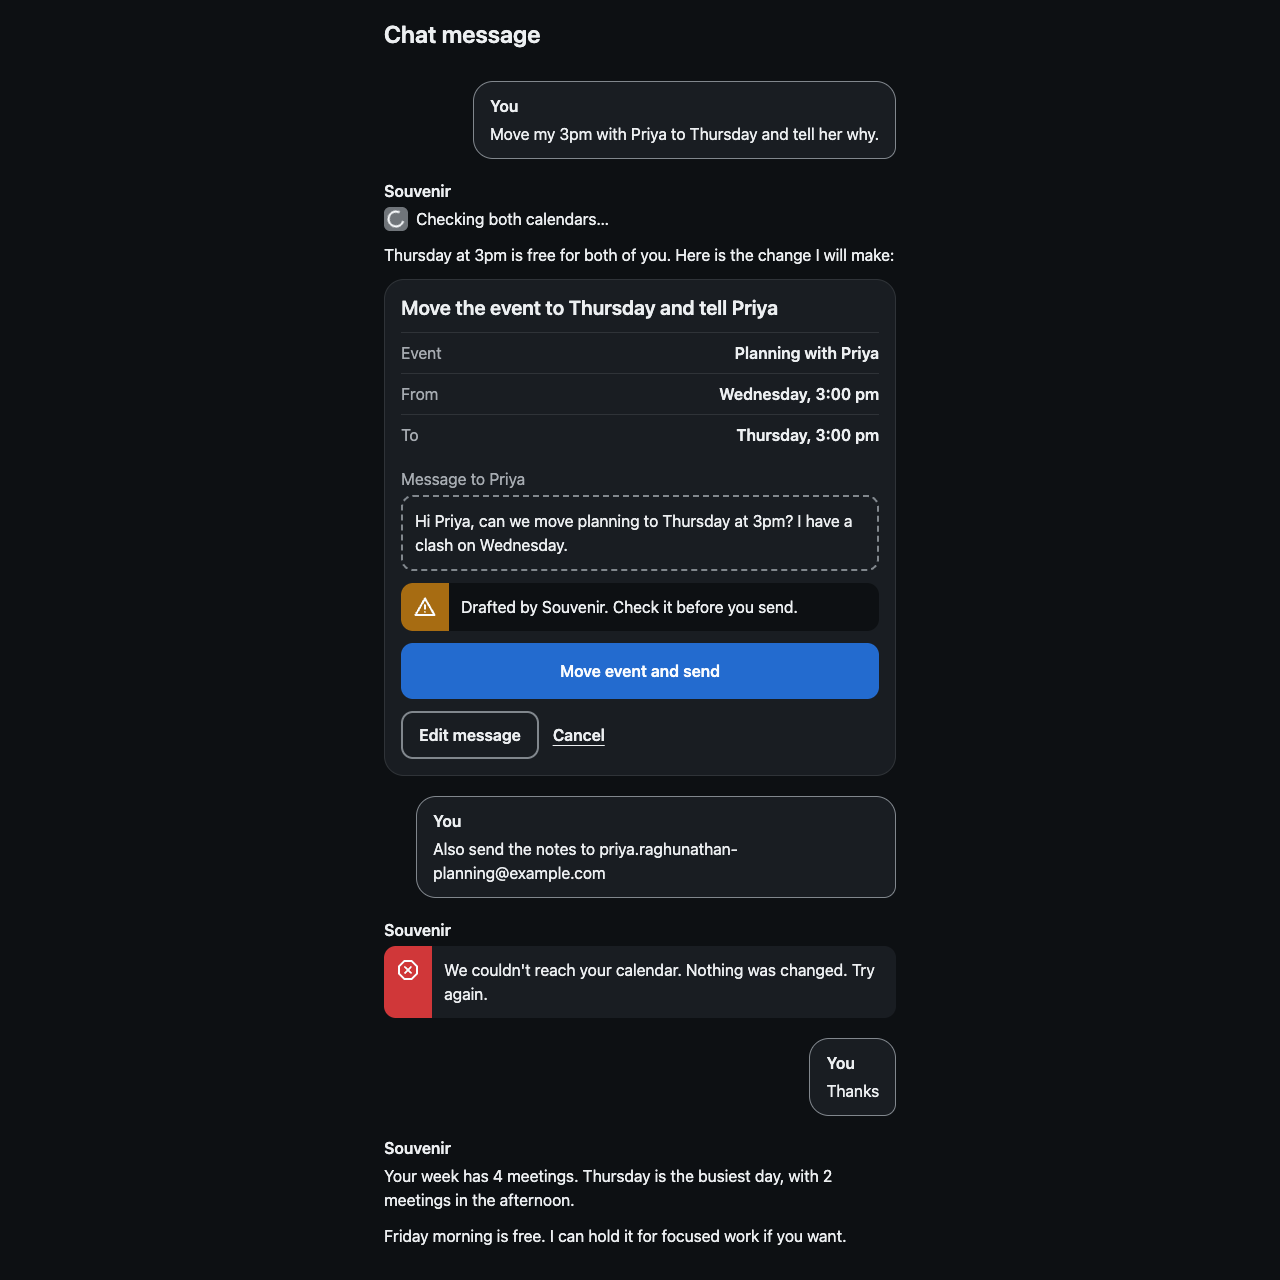 Chat message
You
Move my 3pm with Priya to Thursday and tell her why.
Souvenir
Checking both calendars...
Thursday at 3pm is free for both of you. Here is the change I will make:
Move the event to Thursday and tell Priya
Event Planning with Priya
From Wednesday, 3:00 pm
To Thursday, 3:00 pm
Message to Priya
Hi Priya, can we move planning to Thursday at 3pm? I have a
clash on Wednesday.
Drafted by Souvenir. Check it before you send.
Move event and send
Edit message Cancel
You
Also send the notes to priya.raghunathan-
planning@example.com
Souvenir
We couldn't reach your calendar. Nothing was changed. Try
again.
You
Thanks
Souvenir
Your week has 4 meetings. Thursday is the busiest day, with 2
meetings in the afternoon.
Friday morning is free. I can hold it for focused work if you want.